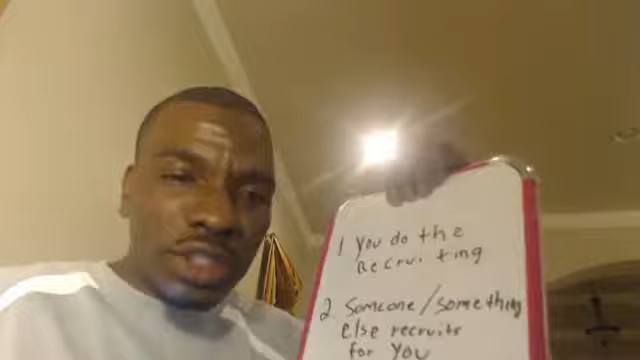 1 You do the
Recruiting
2. Someone/something
else recruits
for you